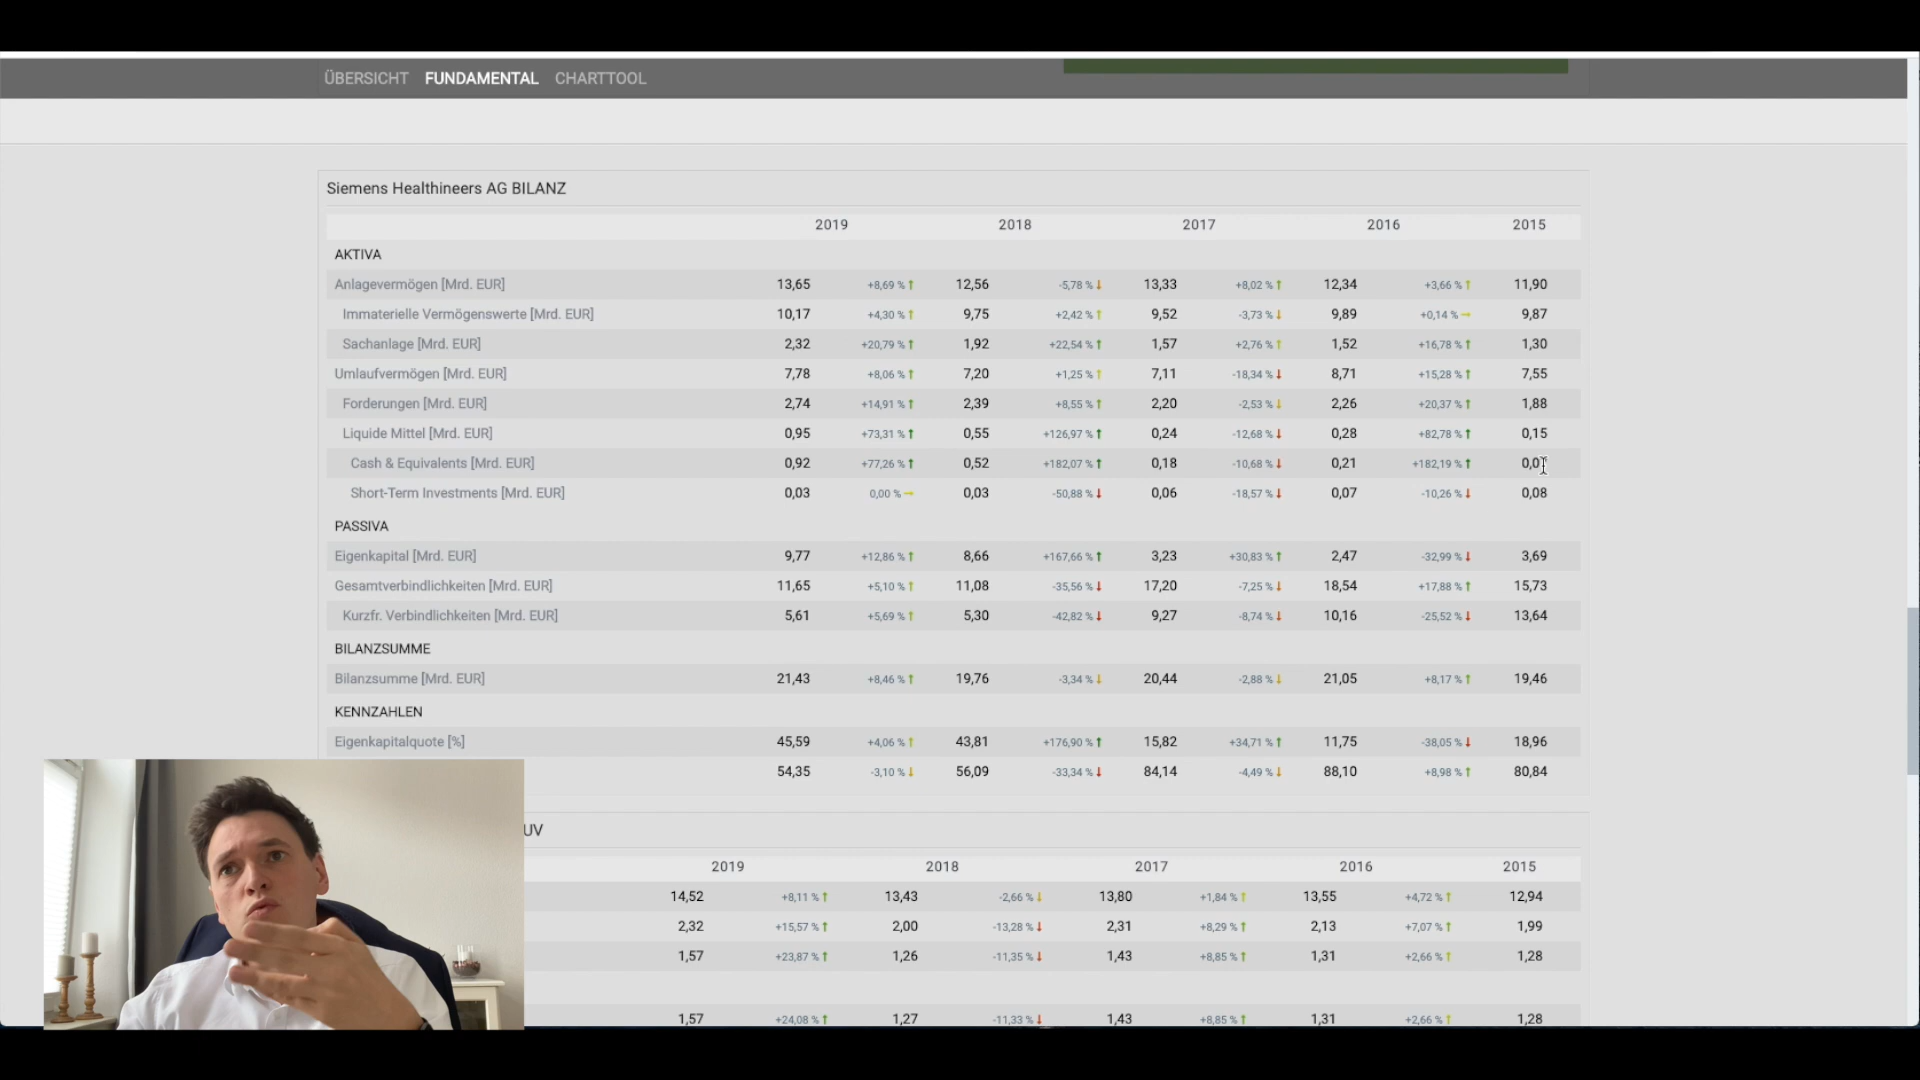 ÜBERSICHT FUNDAMENTAL CHARTTOOL
Siemens Healthineers AG BILANZ
2019 2018 2017 2016 2015
AKTIVA
Anlagevermögen [Mrd. EUR] 13,65 +8,69 % 12,56 -5,78 % 13,33 +8,02 % 12,34 +3,66 % 11,90
Immaterielle Vermögenswerte [Mrd. EUR] 10,17 +4,30 % 9,75 +2,42 % 9,52 -3,73 % 9,89 +0,14 % 9,87
Sachanlage [Mrd. EUR] 2,32 +20,79 % 1,92 +22,54 % 1,57 +2,76 % 1,52 +16,78 % 1,30
Umlaufvermögen [Mrd. EUR] 7,78 +8,06 % 7,20 +1,25 % 7,11 -18,34 % 8,71 +15,28 % 7,55
Forderungen [Mrd. EUR] 2,74 +14,91 % 2,39 +8,55 % 2,20 -2,53 % 2,26 +20,37 % 1,88
Liquide Mittel [Mrd. EUR] 0,95 +73,31 % 0,55 +126,97 % 0,24 -12,68 % 0,28 +82,78 % 0,15
Cash & Equivalents [Mrd. EUR] 0,92 +77,26 % 0,52 +182,07 % 0,18 -10,68 % 0,21 +182,19 %
Short-Term Investments [Mrd. EUR] 0,03 0,00 % 0,03 -50,88 % 0,06 -18,57 % 0,07 -10,26 % 0,08
PASSIVA
Eigenkapital [Mrd. EUR] 9,77 +12,86 % 8,66 +167,66 % 3,23 +30,83 % 2,47 -32,99 % 3,69
Gesamtverbindlichkeiten [Mrd. EUR] 11,65 +5,10 % 11,08 -35,56 % 17,20 -7,25 % 18,54 +17,88 % 15,73
Kurzfr. Verbindlichkeiten [Mrd. EUR] 5,61 +5,69 % 5,30 -42,82 % 9,27 -8,74 % 10,16 -25,52 % 13,64
BILANZSUMME
Bilanzsumme [Mrd. EUR] 21,43 +8,46 % 19,76 -3,34 % 20,44 -2,88 % 21,05 +8,17 % 19,46
KENNZAHLEN
Eigenkapitalquote [%] 45,59 +4,06 % 43,81 +176,90 % 15,82 +34,71 % 11,75 -38,05 % 18,96
54,35 -3,10 % 56,09 -33,34 % 84,14 -4,49 % 88,10 +8,98 % 80,84
UV
2019 2018 2017 2016 2015
14,52 +8,11 % 13,43 -2,66 % 13,80 +1,84 % 13,55 +4,72 % 12,94
2,32 +15,57 % 2,00 -13,28 % 2,31 +8,29 % 2,13 +7,07 % 1,99
1,57 +23,87 % 1,26 -11,35 % 1,43 +8,85 % 1,31 +2,66 % 1,28
1,57 +24,08 % 1,27 -11,33 % 1,43 +8,85 % 1,31 +2,66 % 1,28